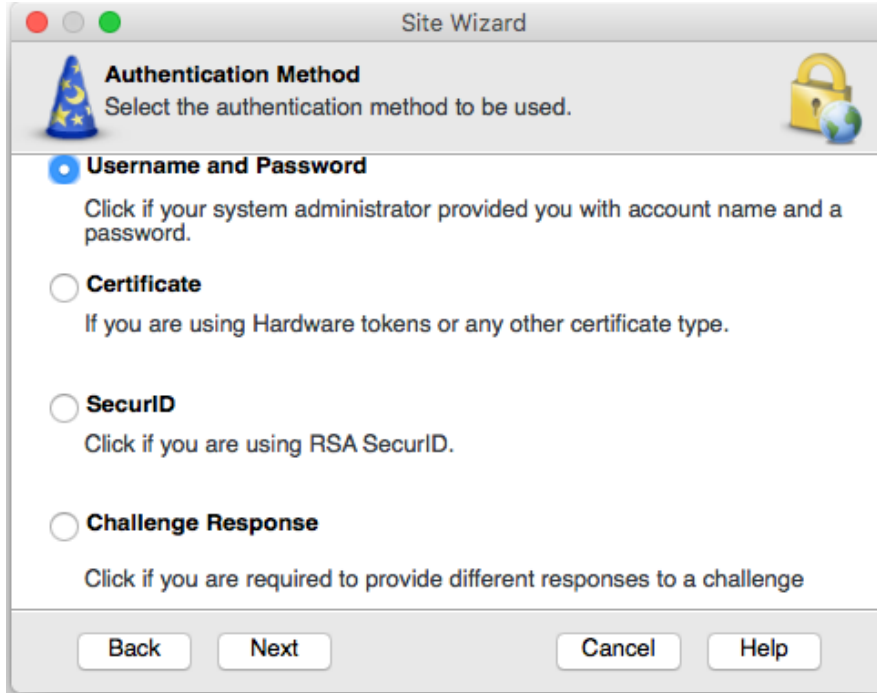 Site Wizard
Authentication Method
Select the authentication method to be used.
Username and Password
Click if your system administrator provided you with account name and a
password.
Certificate
If you are using Hardware tokens or any other certificate type.
SecurID
Click if you are using RSA SecurID.
Challenge Response
Click if you are required to provide different responses to a challenge
Back Next Cancel Help